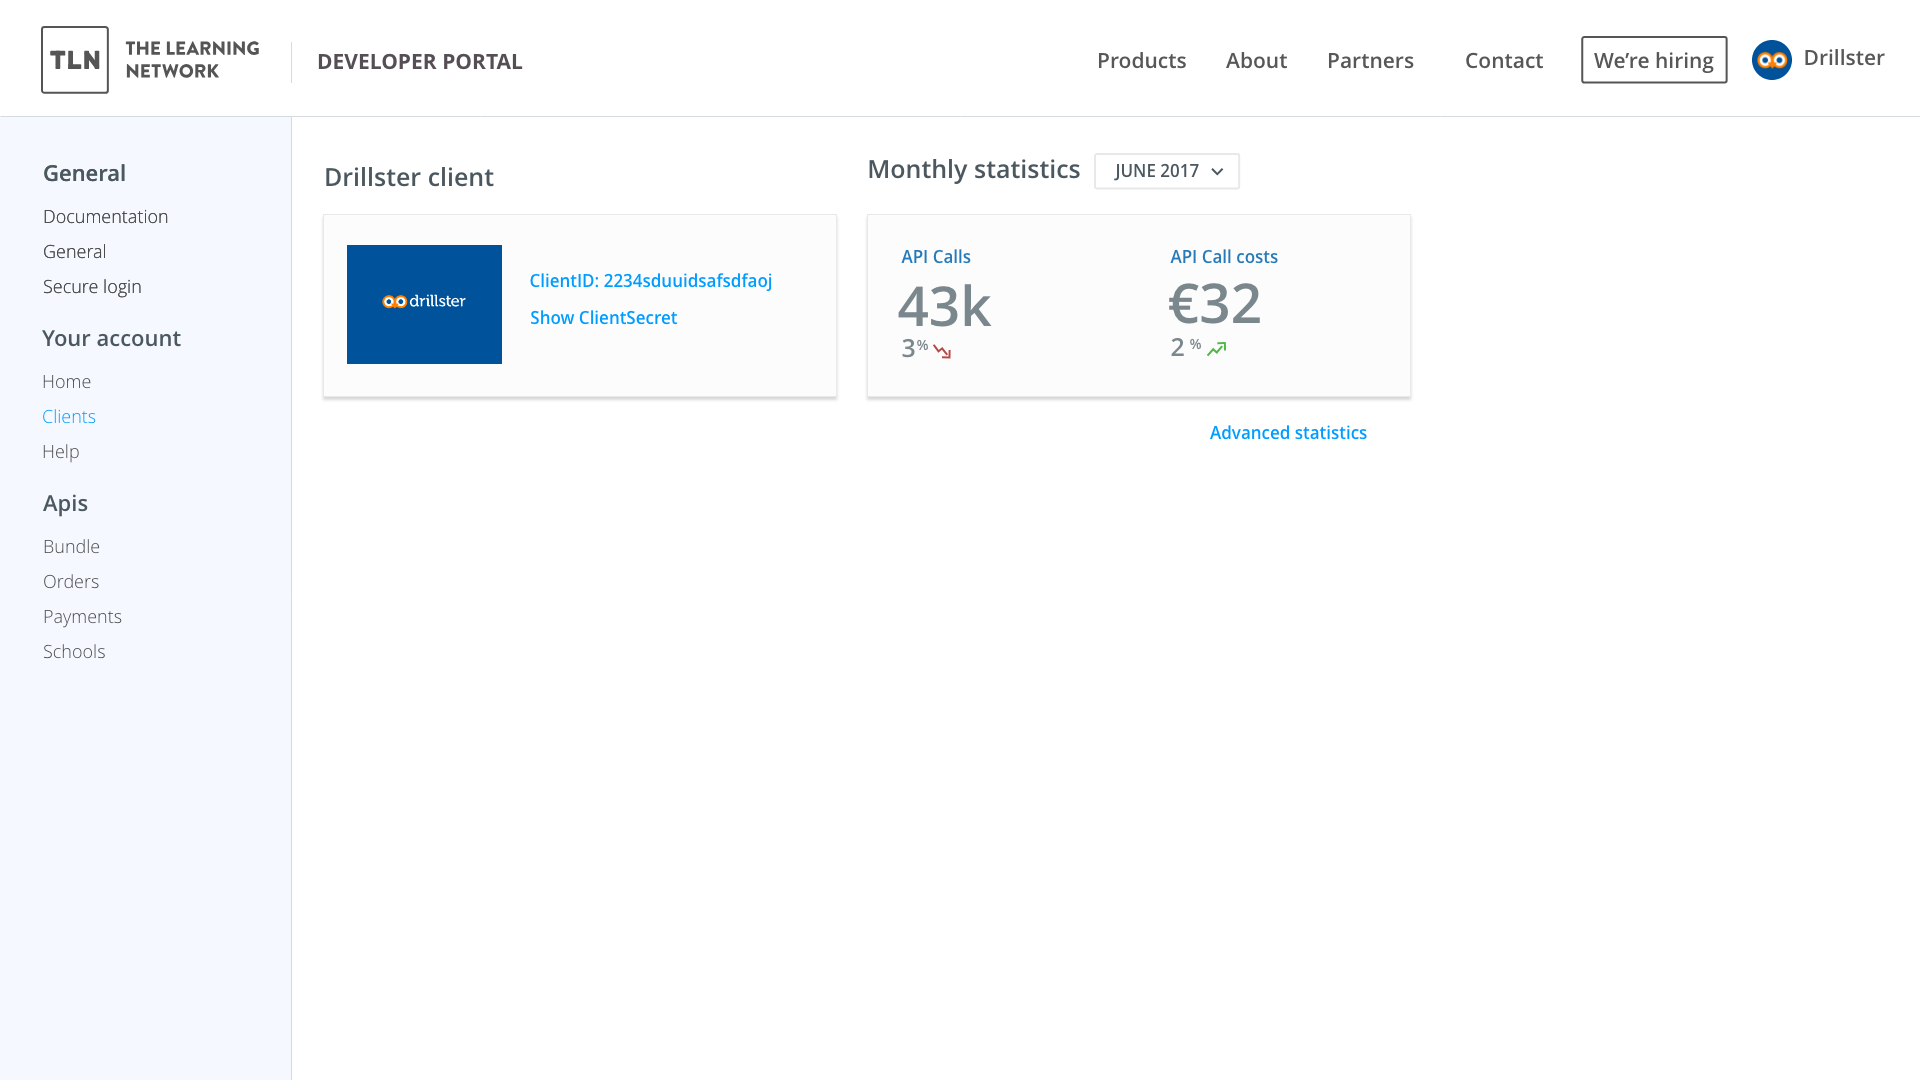 TLN
THE LEARNING
NETWORK
DEVELOPER PORTAL
Products
About
Partners
Contact
We're hiring
Drillster
General
Documentation
General
Secure login
Your account
Home
Clients
Help
Apis
Bundle
Orders
Payments
Schools
Drillster client
drillster
ClientID: 2234sduuidsafsdfaoj
Show ClientSecret
Monthly statistics
JUNE 2017
API Calls
43k
3%
API Call costs
€32
2 %
Advanced statistics